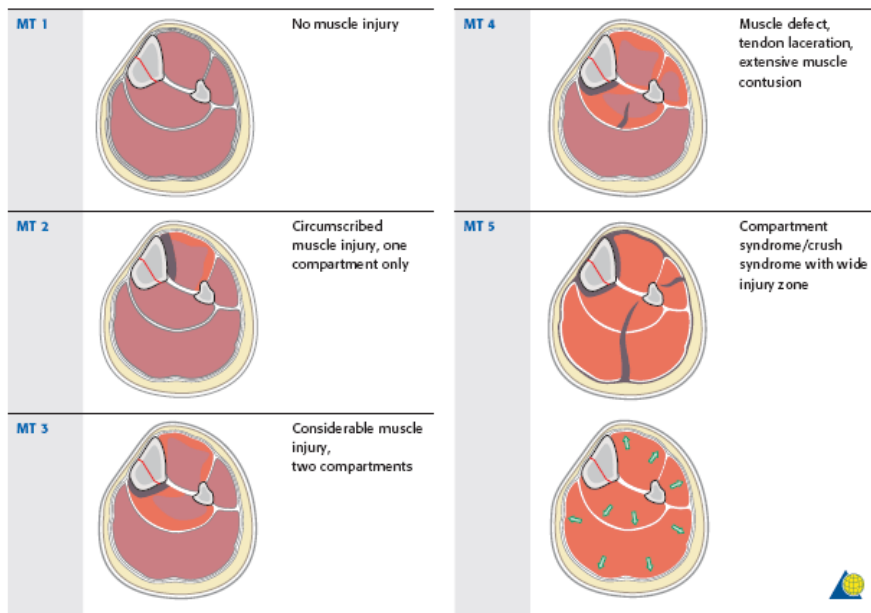 MT 1
No muscle injury
MT 2
Circumscribed
muscle injury, one
compartment only
MT 3
Considerable muscle
injury,
two compartments
MT 4
Muscle defect,
tendon laceration,
extensive muscle
contusion
MT 5
Compartment
syndrome/crush
syndrome with wide
injury zone